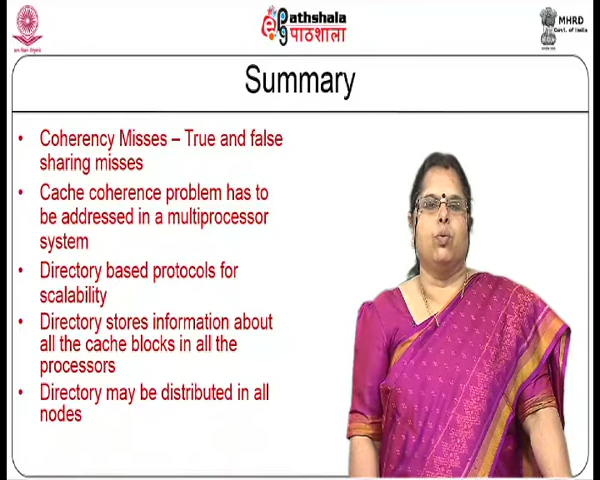 Pathshala
पाठशाला
MHRD
Govt. of India
Summary
• Coherency Misses – True and false
sharing misses
• Cache coherence problem has to
be addressed in a multiprocessor
system
• Directory based protocols for
scalability
• Directory stores information about
all the cache blocks in all the
processors
• Directory may be distributed in all
nodes